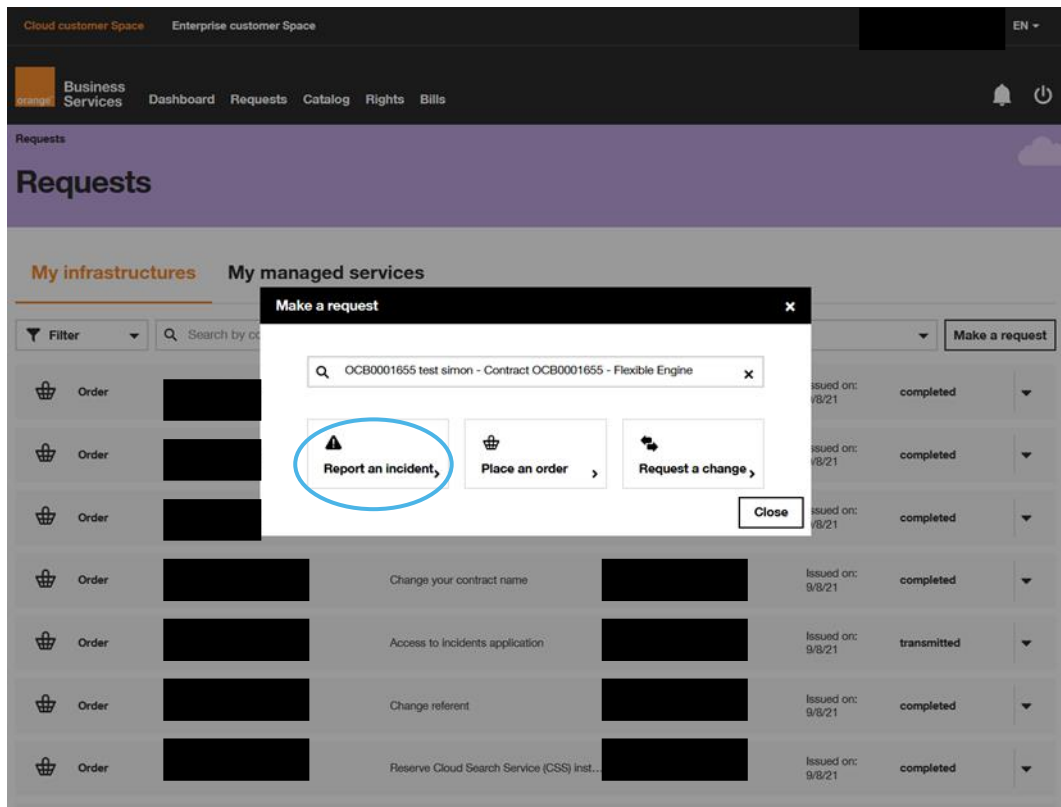 Cloud customer Space Enterprise customer Space EN
orange™ Business Services Dashboard Requests Catalog Rights Bills
Requests
Requests
My infrastructures My managed services
Make a request ×
Filter Search by Make a request
OCB0001655 test simon - Contract OCB0001655 - Flexible Engine ×
Order Issued on: 9/8/21 completed
Report an incident Place an order Request a change
Order Issued on: 9/8/21 completed
Close
Order Issued on: 9/8/21 completed
Order Change your contract name Issued on: 9/8/21 completed
Order Access to incidents application Issued on: 9/8/21 transmitted
Order Change referent Issued on: 9/8/21 completed
Order Reserve Cloud Search Service (CSS) inst... Issued on: 9/8/21 completed